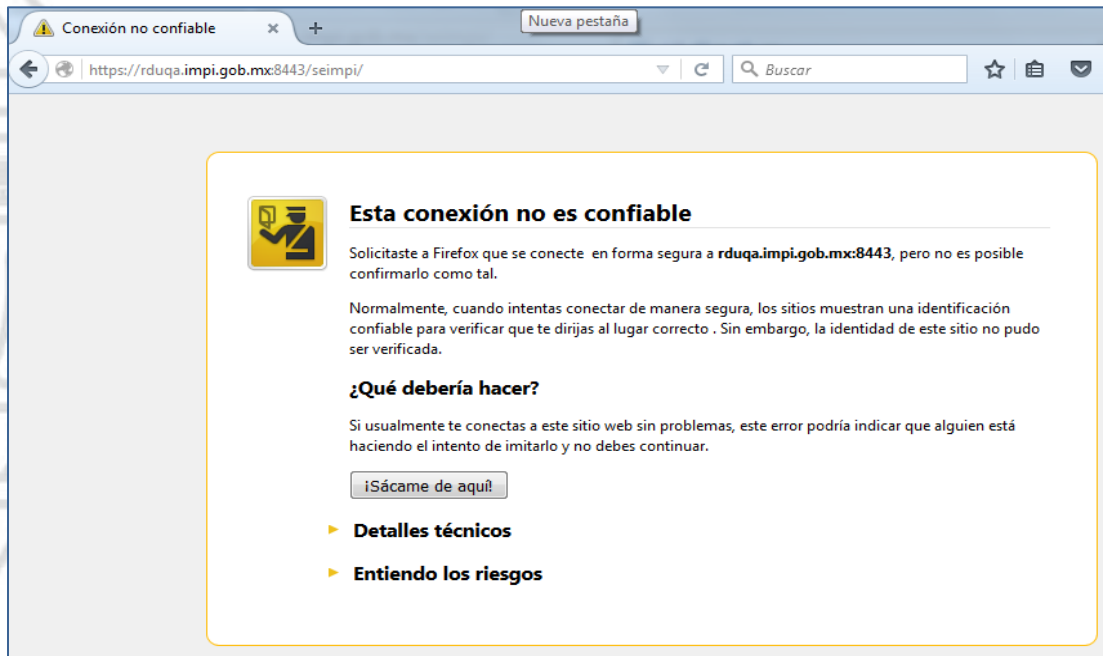 Nueva pestaña
Conexión no confiable
https://rduqa.impi.gob.mx:8443/seimpi/
Buscar
Esta conexión no es confiable
Solicitaste a Firefox que se conecte en forma segura a rduqa.impi.gob.mx:8443, pero no es posible
confirmarlo como tal.
Normalmente, cuando intentas conectar de manera segura, los sitios muestran una identificación
confiable para verificar que te dirijas al lugar correcto . Sin embargo, la identidad de este sitio no pudo
ser verificada.
¿Qué debería hacer?
Si usualmente te conectas a este sitio web sin problemas, este error podría indicar que alguien está
haciendo el intento de imitarlo y no debes continuar.
¡Sácame de aquí!
Detalles técnicos
Entiendo los riesgos